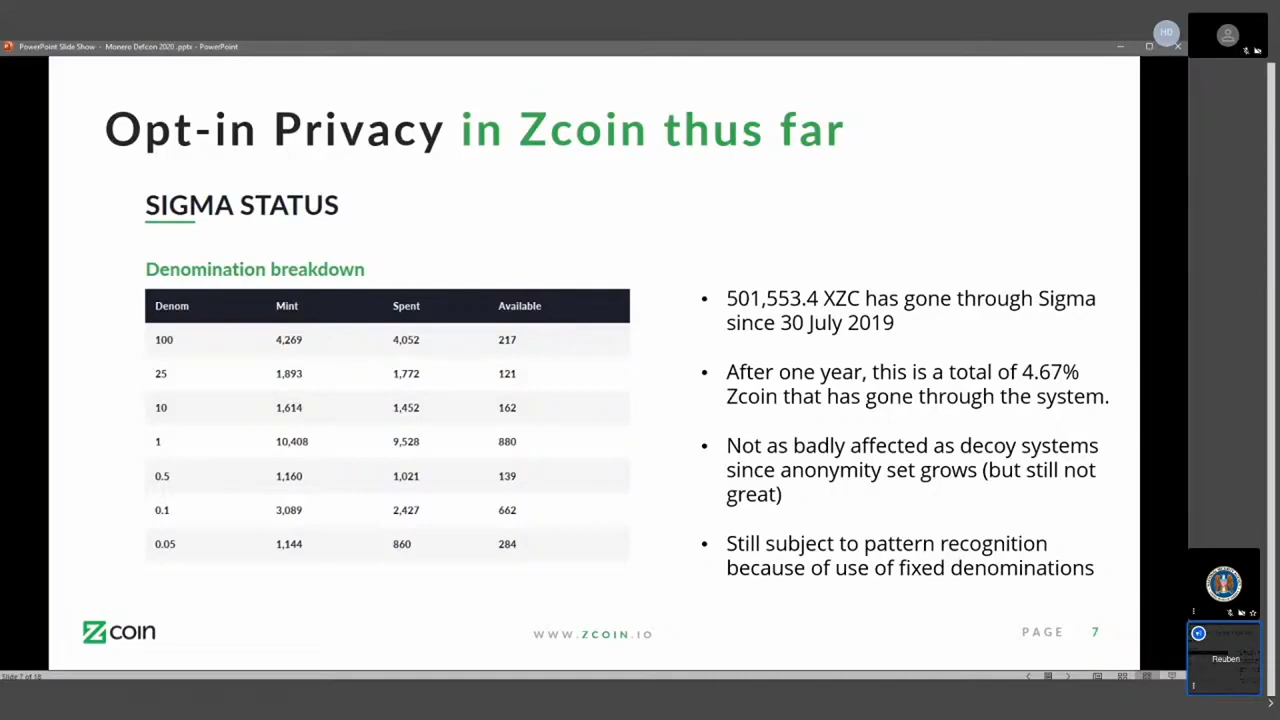 PowerPoint Slide Show - Monero Defcon 2020 .pptx - PowerPoint
HD
Opt-in Privacy in Zcoin thus far
SIGMA STATUS
Denomination breakdown
Denom Mint Spent Available
100 4,269 4,052 217
25 1,893 1,772 121
10 1,614 1,452 162
1 10,408 9,528 880
0.5 1,160 1,021 139
0.1 3,089 2,427 662
0.05 1,144 860 284
• 501,553.4 XZC has gone through Sigma
since 30 July 2019
• After one year, this is a total of 4.67%
Zcoin that has gone through the system.
• Not as badly affected as decoy systems
since anonymity set grows (but still not
great)
• Still subject to pattern recognition
because of use of fixed denominations
Zcoin
WWW.ZCOIN.IO
PAGE 7
Reuben
Slide 7 of 18